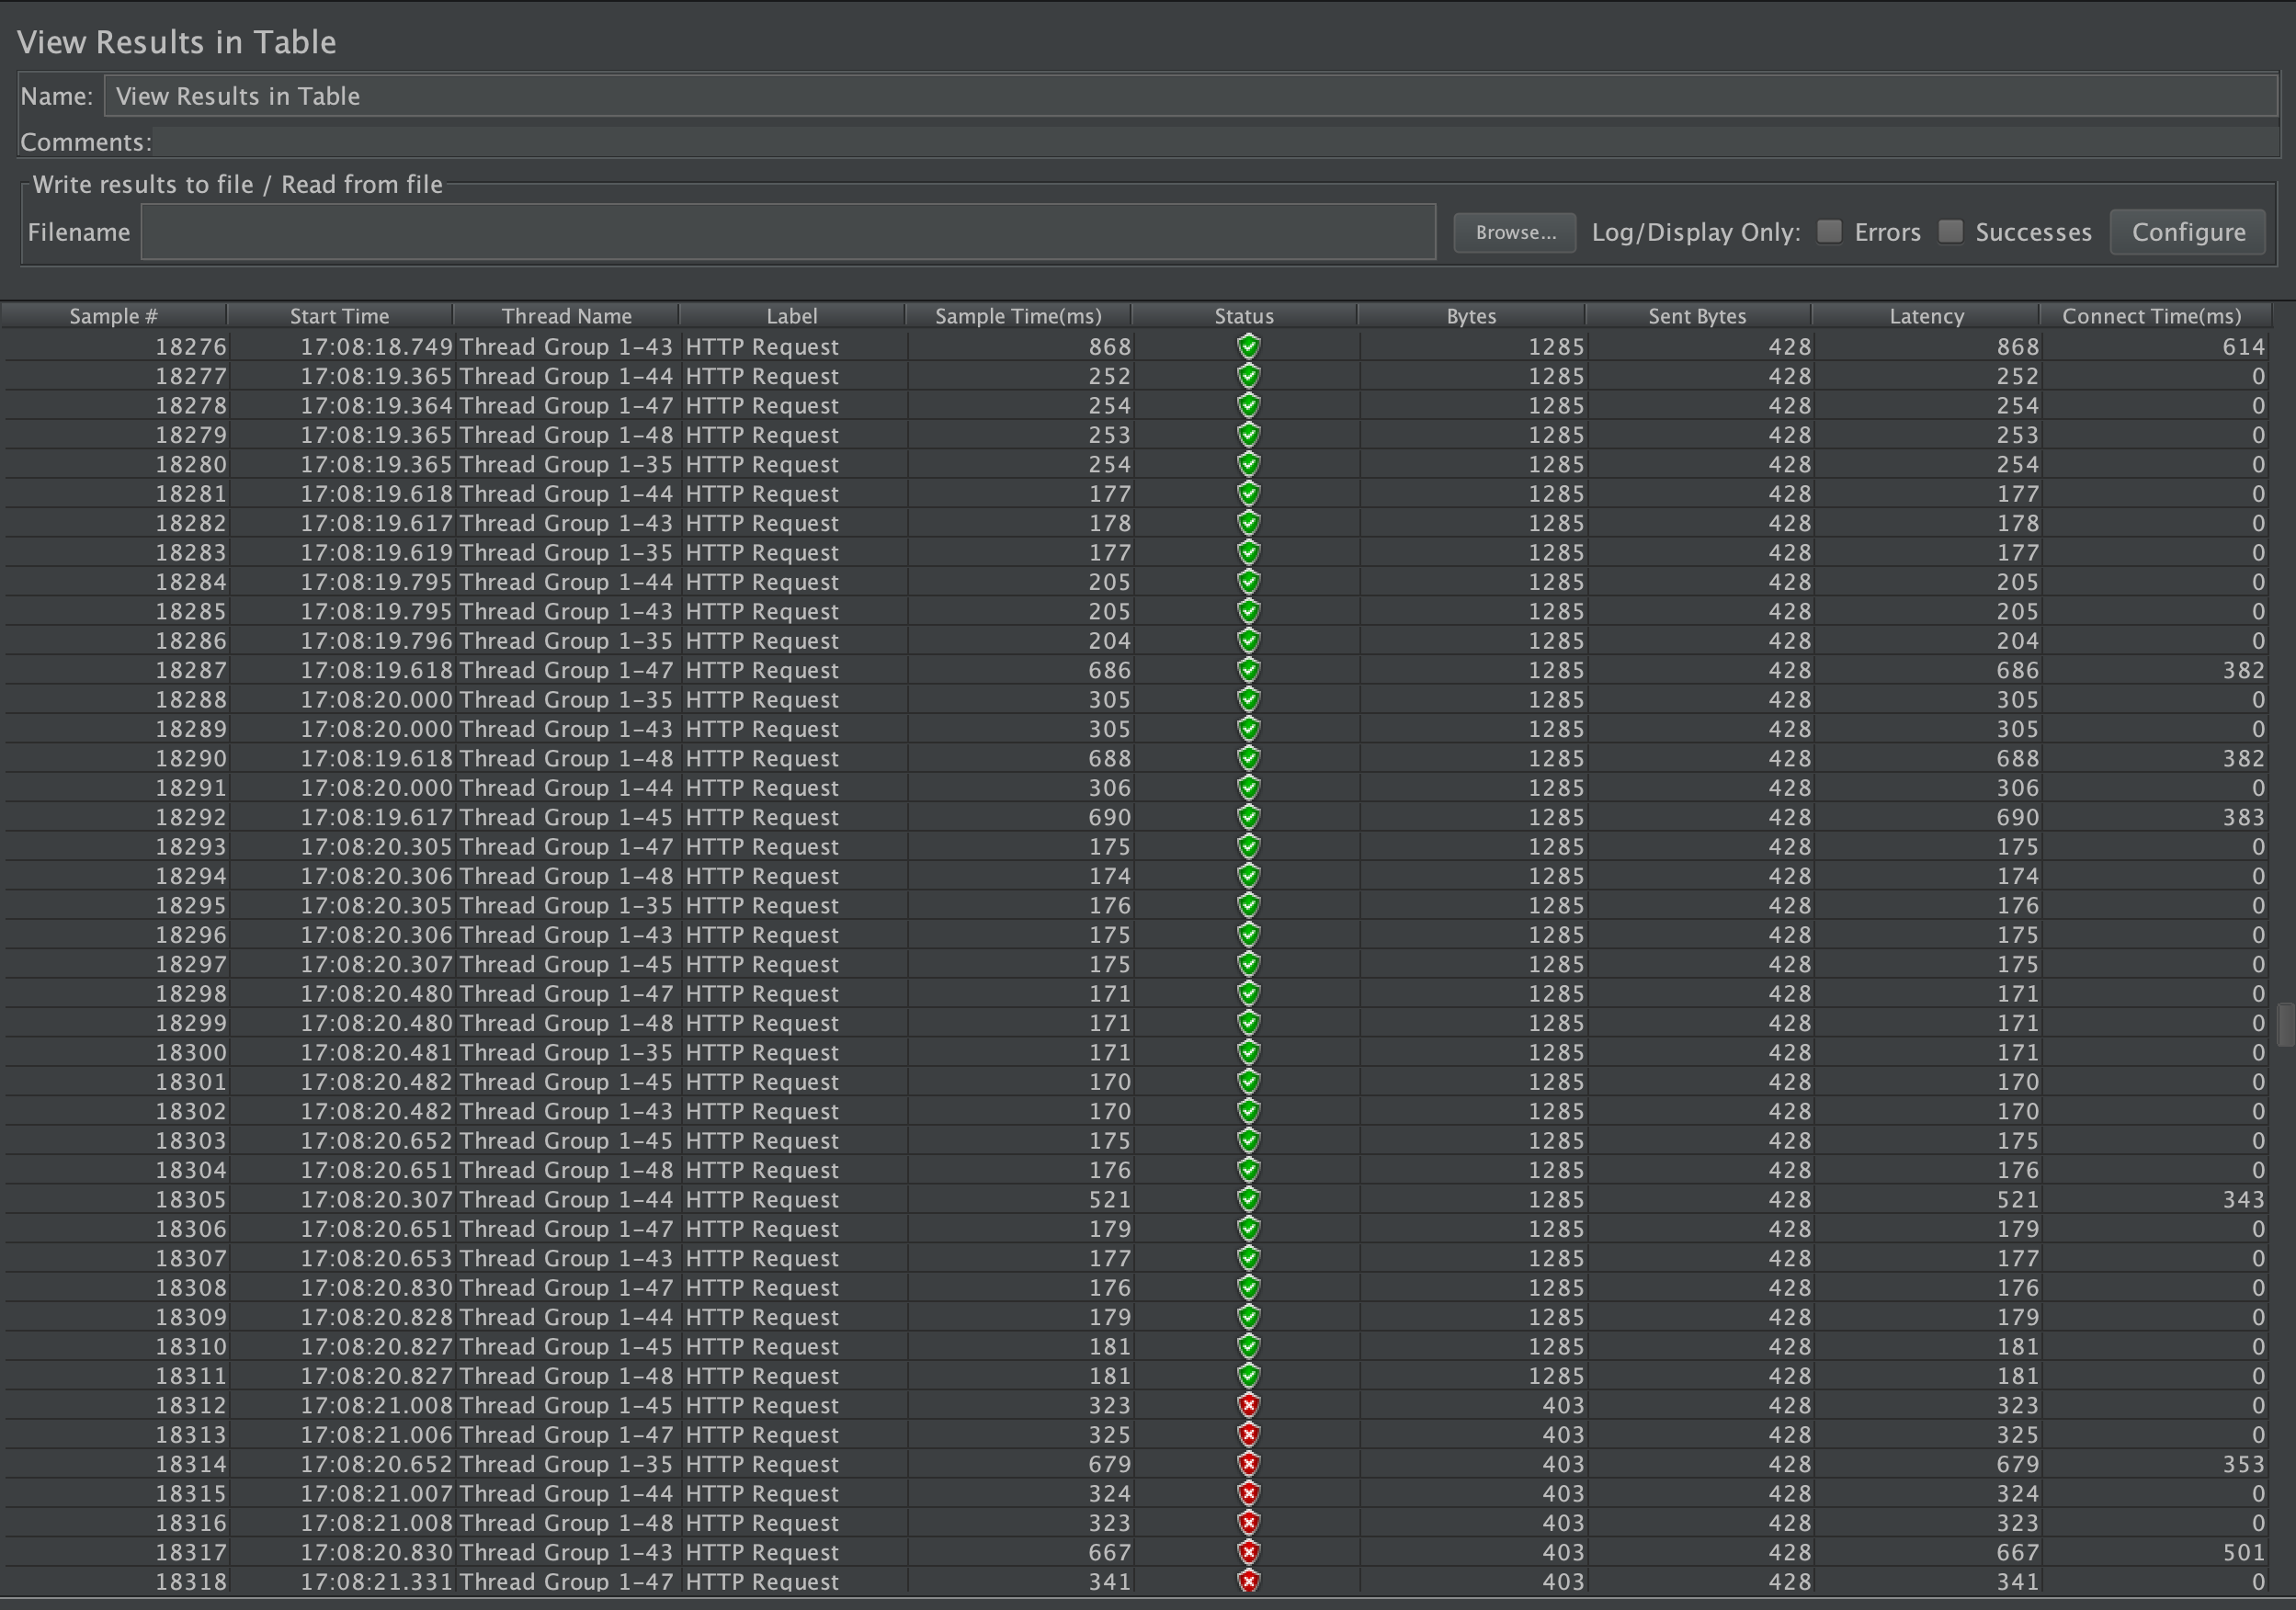 View Results in Table
Name: View Results in Table
Comments:
Write results to file / Read from file
Filename Browse... Log/Display Only: Errors Successes Configure
Sample # Start Time Thread Name Label Sample Time(ms) Status Bytes Sent Bytes Latency Connect Time(ms)
18276 17:08:18.749 Thread Group 1-43 HTTP Request 868 1285 428 868 614
18277 17:08:19.365 Thread Group 1-44 HTTP Request 252 1285 428 252 0
18278 17:08:19.364 Thread Group 1-47 HTTP Request 254 1285 428 254 0
18279 17:08:19.365 Thread Group 1-48 HTTP Request 253 1285 428 253 0
18280 17:08:19.365 Thread Group 1-35 HTTP Request 254 1285 428 254 0
18281 17:08:19.618 Thread Group 1-44 HTTP Request 177 1285 428 177 0
18282 17:08:19.617 Thread Group 1-43 HTTP Request 178 1285 428 178 0
18283 17:08:19.619 Thread Group 1-35 HTTP Request 177 1285 428 177 0
18284 17:08:19.795 Thread Group 1-44 HTTP Request 205 1285 428 205 0
18285 17:08:19.795 Thread Group 1-43 HTTP Request 205 1285 428 205 0
18286 17:08:19.796 Thread Group 1-35 HTTP Request 204 1285 428 204 0
18287 17:08:19.618 Thread Group 1-47 HTTP Request 686 1285 428 686 382
18288 17:08:20.000 Thread Group 1-35 HTTP Request 305 1285 428 305 0
18289 17:08:20.000 Thread Group 1-43 HTTP Request 305 1285 428 305 0
18290 17:08:19.618 Thread Group 1-48 HTTP Request 688 1285 428 688 382
18291 17:08:20.000 Thread Group 1-44 HTTP Request 306 1285 428 306 0
18292 17:08:19.617 Thread Group 1-45 HTTP Request 690 1285 428 690 383
18293 17:08:20.305 Thread Group 1-47 HTTP Request 175 1285 428 175 0
18294 17:08:20.306 Thread Group 1-48 HTTP Request 174 1285 428 174 0
18295 17:08:20.305 Thread Group 1-35 HTTP Request 176 1285 428 176 0
18296 17:08:20.306 Thread Group 1-43 HTTP Request 175 1285 428 175 0
18297 17:08:20.307 Thread Group 1-45 HTTP Request 175 1285 428 175 0
18298 17:08:20.480 Thread Group 1-47 HTTP Request 171 1285 428 171 0
18299 17:08:20.480 Thread Group 1-48 HTTP Request 171 1285 428 171 0
18300 17:08:20.481 Thread Group 1-35 HTTP Request 171 1285 428 171 0
18301 17:08:20.482 Thread Group 1-45 HTTP Request 170 1285 428 170 0
18302 17:08:20.482 Thread Group 1-43 HTTP Request 170 1285 428 170 0
18303 17:08:20.652 Thread Group 1-45 HTTP Request 175 1285 428 175 0
18304 17:08:20.651 Thread Group 1-48 HTTP Request 176 1285 428 176 0
18305 17:08:20.307 Thread Group 1-44 HTTP Request 521 1285 428 521 343
18306 17:08:20.651 Thread Group 1-47 HTTP Request 179 1285 428 179 0
18307 17:08:20.653 Thread Group 1-43 HTTP Request 177 1285 428 177 0
18308 17:08:20.830 Thread Group 1-47 HTTP Request 176 1285 428 176 0
18309 17:08:20.828 Thread Group 1-44 HTTP Request 179 1285 428 179 0
18310 17:08:20.827 Thread Group 1-45 HTTP Request 181 1285 428 181 0
18311 17:08:20.827 Thread Group 1-48 HTTP Request 181 1285 428 181 0
18312 17:08:21.008 Thread Group 1-45 HTTP Request 323 403 428 323 0
18313 17:08:21.006 Thread Group 1-47 HTTP Request 325 403 428 325 0
18314 17:08:20.652 Thread Group 1-35 HTTP Request 679 403 428 679 353
18315 17:08:21.007 Thread Group 1-44 HTTP Request 324 403 428 324 0
18316 17:08:21.008 Thread Group 1-48 HTTP Request 323 403 428 323 0
18317 17:08:20.830 Thread Group 1-43 HTTP Request 667 403 428 667 501
18318 17:08:21.331 Thread Group 1-47 HTTP Request 341 403 428 341 0